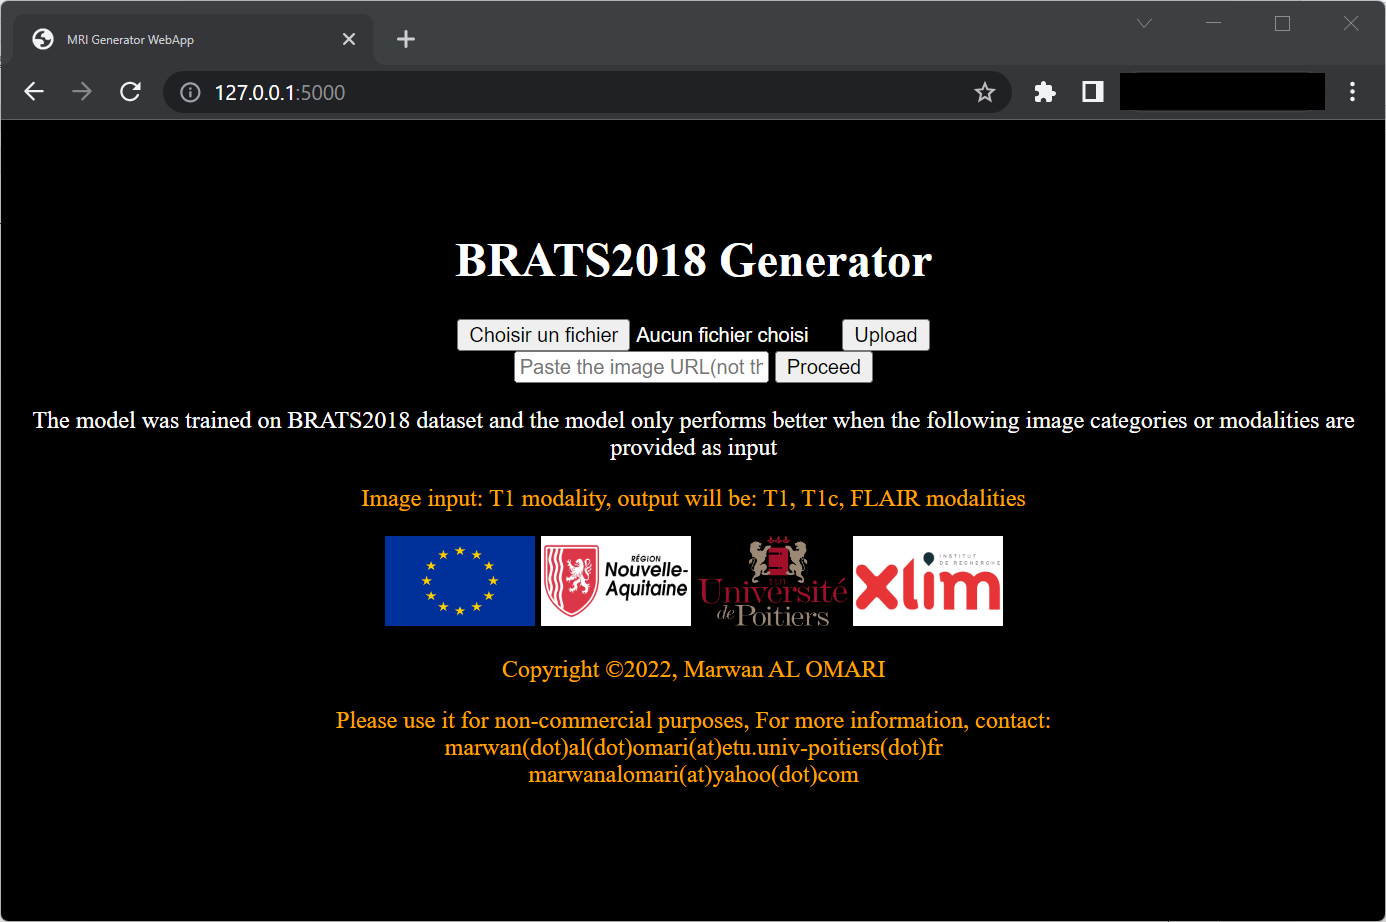 MRI Generator WebApp
127.0.0.1:5000
BRATS2018 Generator
Choisir un fichier Aucun fichier choisi Upload
Paste the image URL(not th Proceed
The model was trained on BRATS2018 dataset and the model only performs better when the following image categories or modalities are
provided as input
Image input: T1 modality, output will be: T1, T1c, FLAIR modalities
RÉGION
Nouvelle-
Aquitaine
Université
de Poitiers
INSTITUT
DE RECHERCHE
xlim
Copyright ©2022, Marwan AL OMARI
Please use it for non-commercial purposes, For more information, contact:
marwan(dot)al(dot)omari(at)etu.univ-poitiers(dot)fr
marwanalomari(at)yahoo(dot)com